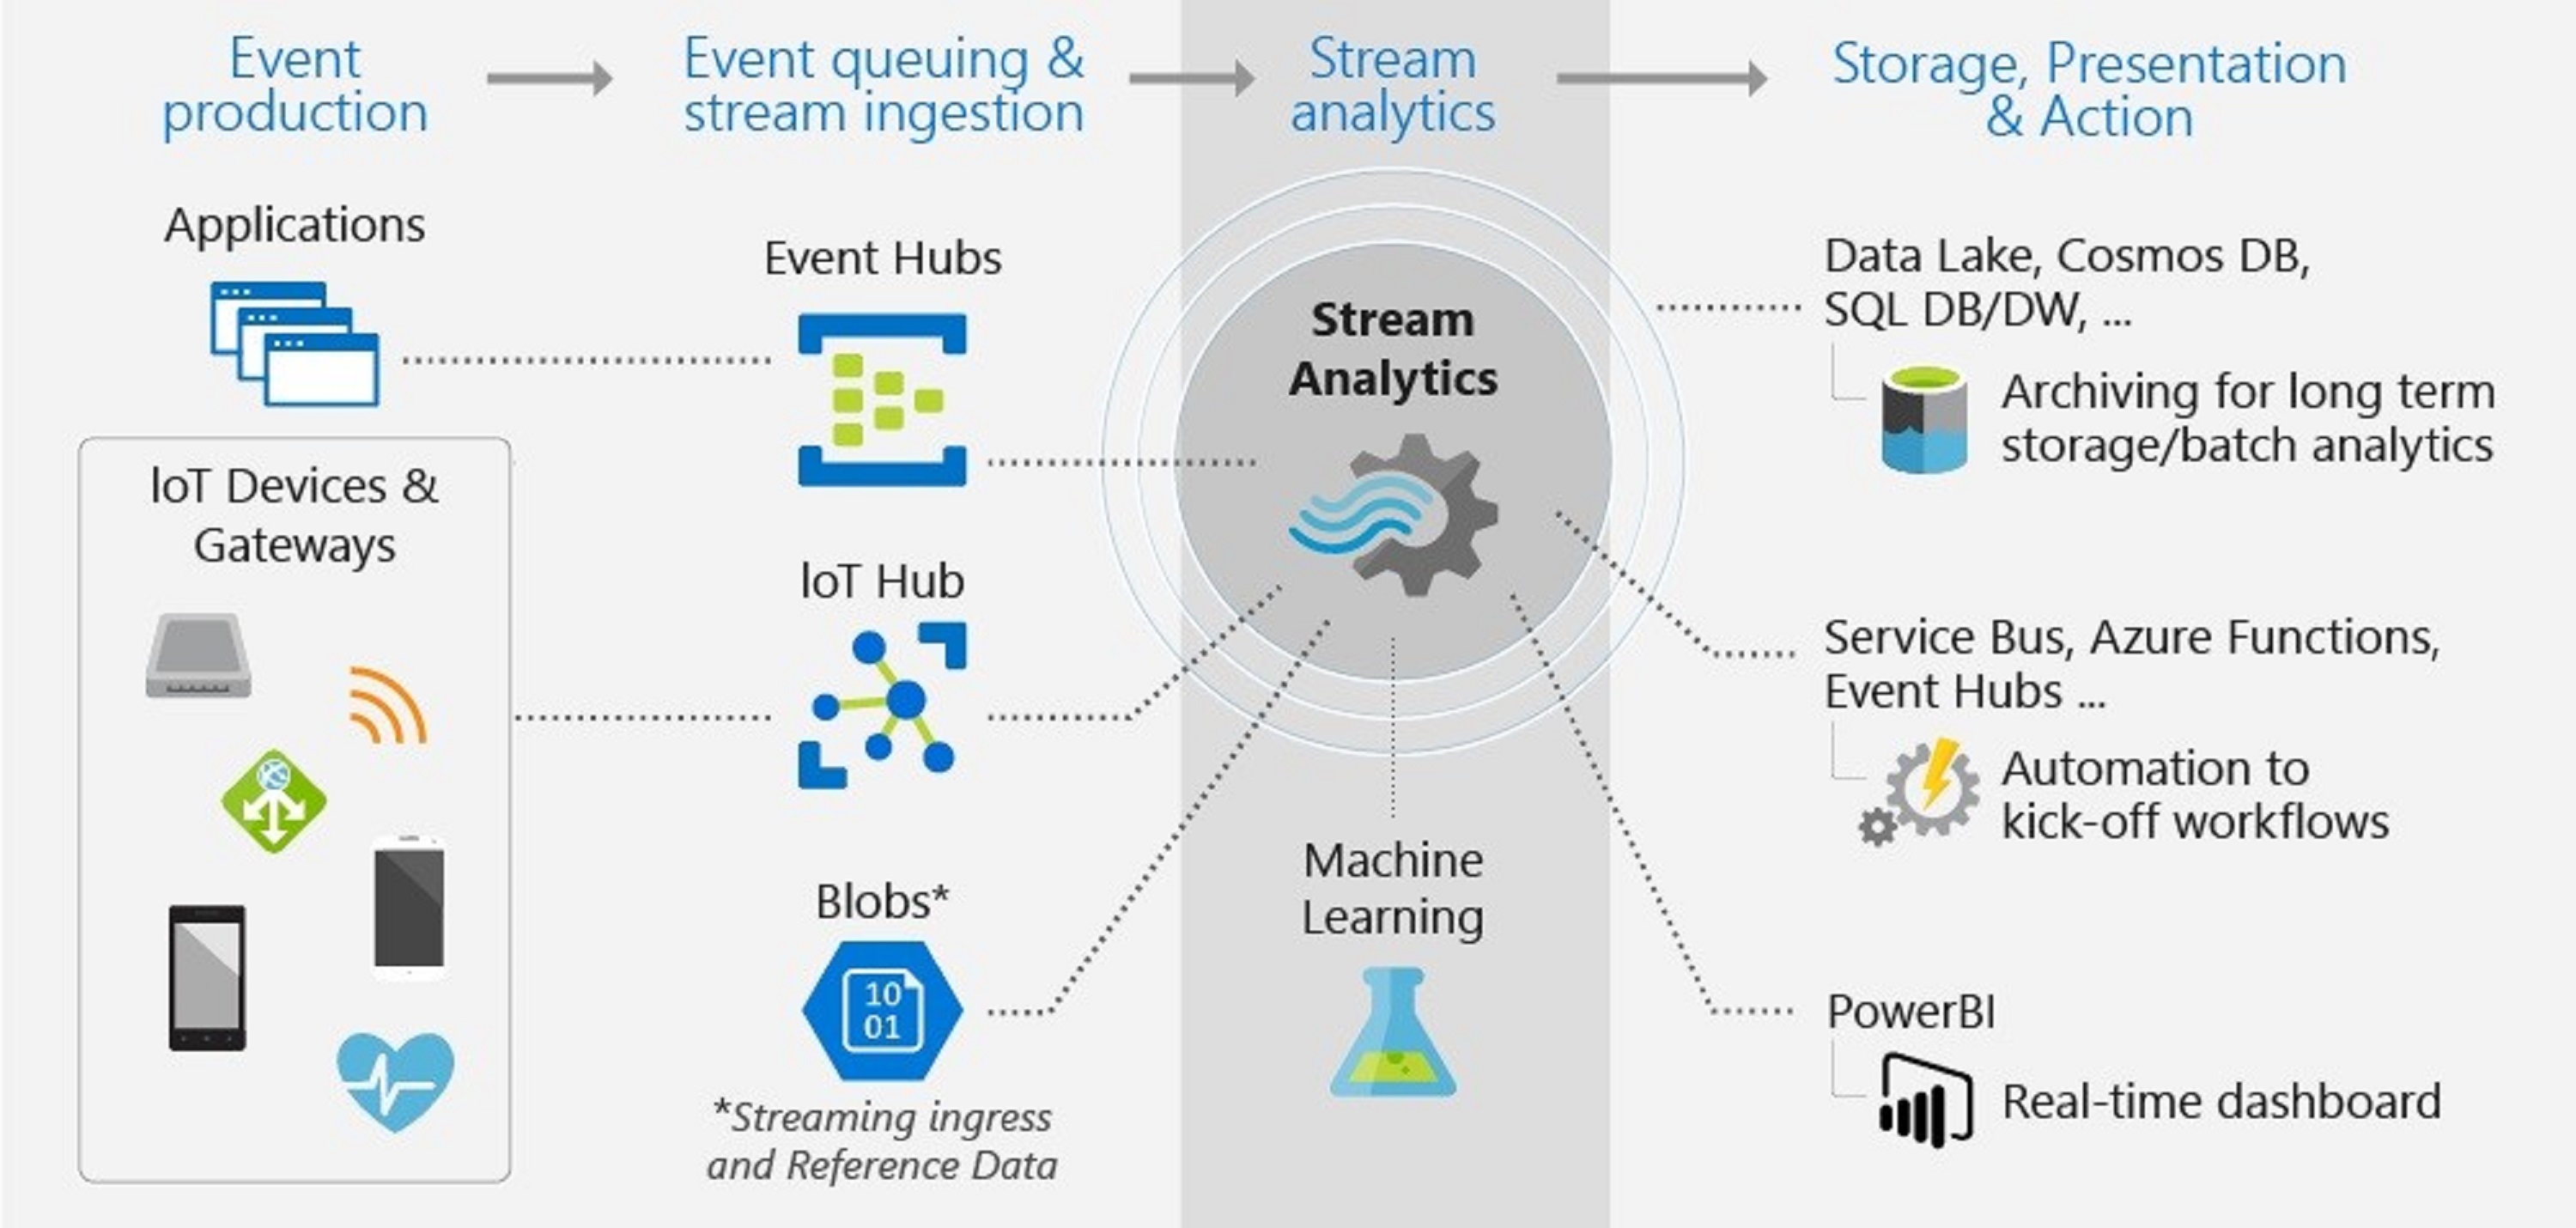 Event
production
Event queuing &
stream ingestion
Stream
analytics
Storage, Presentation
& Action
Applications
IoT Devices &
Gateways
Event Hubs
IoT Hub
Blobs*
10
01
*Streaming ingress
and Reference Data
Stream
Analytics
Machine
Learning
Data Lake, Cosmos DB,
SQL DB/DW, ...
Archiving for long term
storage/batch analytics
Service Bus, Azure Functions,
Event Hubs ...
Automation to
kick-off workflows
PowerBI
Real-time dashboard